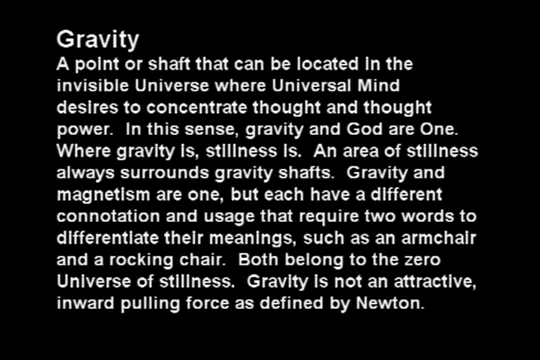 Gravity
A point or shaft that can be located in the
invisible Universe where Universal Mind
desires to concentrate thought and thought
power.  In this sense, gravity and God are One.
Where gravity is, stillness is.  An area of stillness
always surrounds gravity shafts.  Gravity and
magnetism are one, but each have a different
connotation and usage that require two words to
differentiate their meanings, such as an armchair
and a rocking chair.  Both belong to the zero
Universe of stillness.  Gravity is not an attractive,
inward pulling force as defined by Newton.